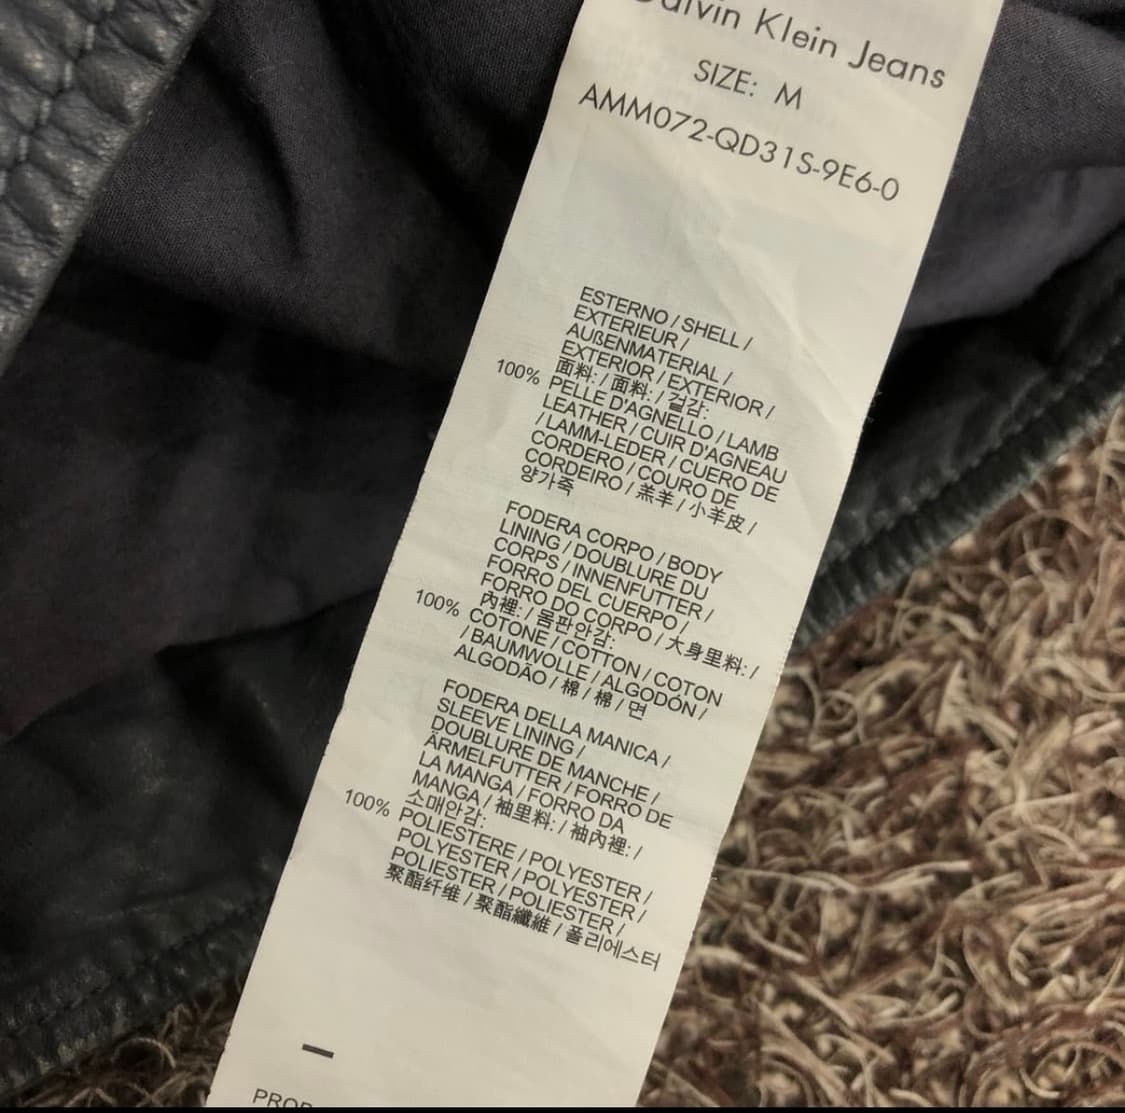 Calvin Klein Jeans
SIZE: M
AMM072-QD31S-9E6-0
ESTERNO / SHELL /
EXTERIEUR /
AUßENMATERIAL /
EXTERIOR / EXTERIOR /
面料: / 面料: / 겉감:
100% PELLE D'AGNELLO / LAMB
LEATHER / CUIR D'AGNEAU
/ LAMM-LEDER / CUERO DE
CORDERO / COURO DE
CORDEIRO / 羔羊 / 小羊皮 /
양가죽
FODERA CORPO / BODY
LINING / DOUBLURE DU
CORPS / INNENFUTTER /
FORRO DEL CUERPO /
FORRO DO CORPO / 大身里料: /
內裡: / 몸판안감:
100% COTONE / COTTON / COTON
/ BAUMWOLLE / ALGODÓN /
ALGODÃO / 棉 / 棉 / 면
FODERA DELLA MANICA /
SLEEVE LINING /
DOUBLURE DE MANCHE /
ÄRMELFUTTER / FORRO DE
LA MANGA / FORRO DA
MANGA / 袖里料: / 袖內裡: /
소매안감:
100% POLIESTERE / POLYESTER /
POLYESTER / POLYESTER /
POLIESTER / POLIESTER /
聚酯纤维 / 聚酯纖維 / 폴리에스터